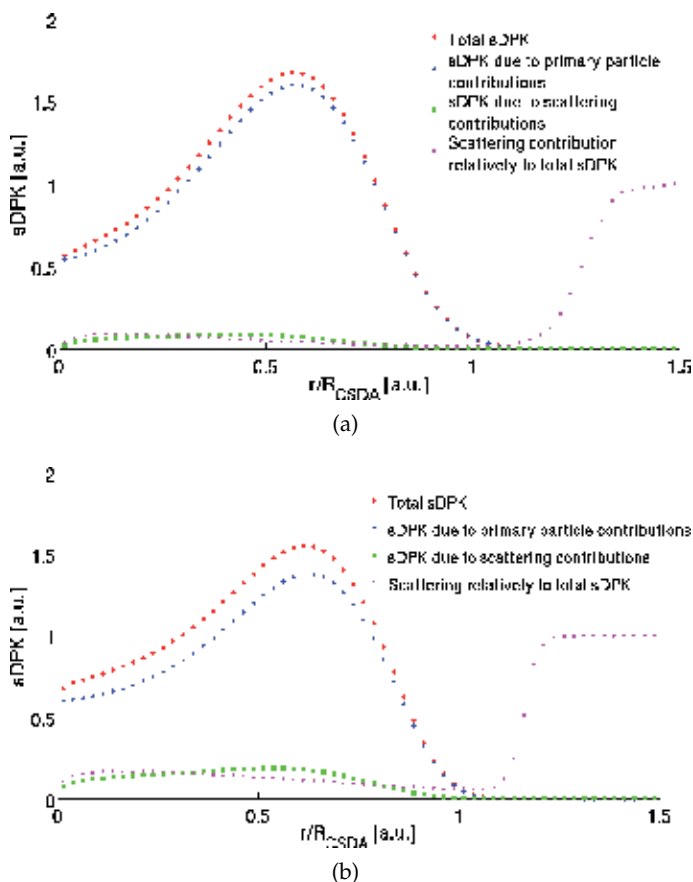 2
Total sDPK
sDPK due to primary particle
contributions
sDPK due to scattering
contributions
Scattering contribution
relatively to total sDPK
1.5
sDPK [a.u.]
1
0.5
0
0
0.5
1
1.5
r/R_CSDA [a.u.]
(a)
2
Total sDPK
sDPK due to primary particle contributions
sDPK due to scattering contributions
Scattering relatively to total sDPK
1.5
sDPK [a.u.]
1
0.5
0
0
0.5
1
1.5
r/R_CSDA [a.u.]
(b)